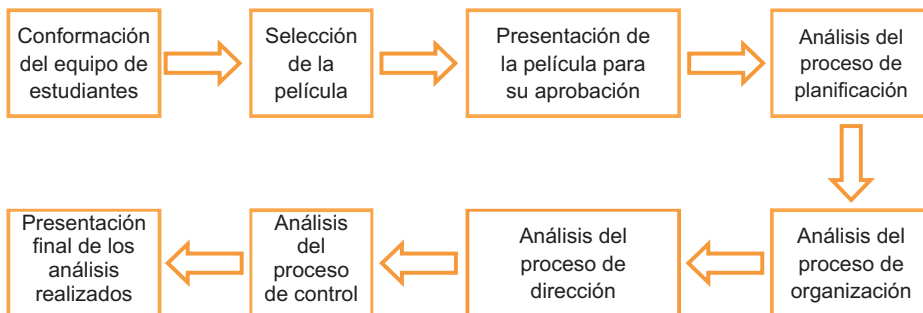 Conformación
del equipo de
estudiantes
Selección
de la
película
Presentación de
la película para
su aprobación
Análisis del
proceso de
planificación
Análisis del
proceso de
organización
Análisis del
proceso de
dirección
Análisis
del
proceso
de control
Presentación
final de los
análisis
realizados